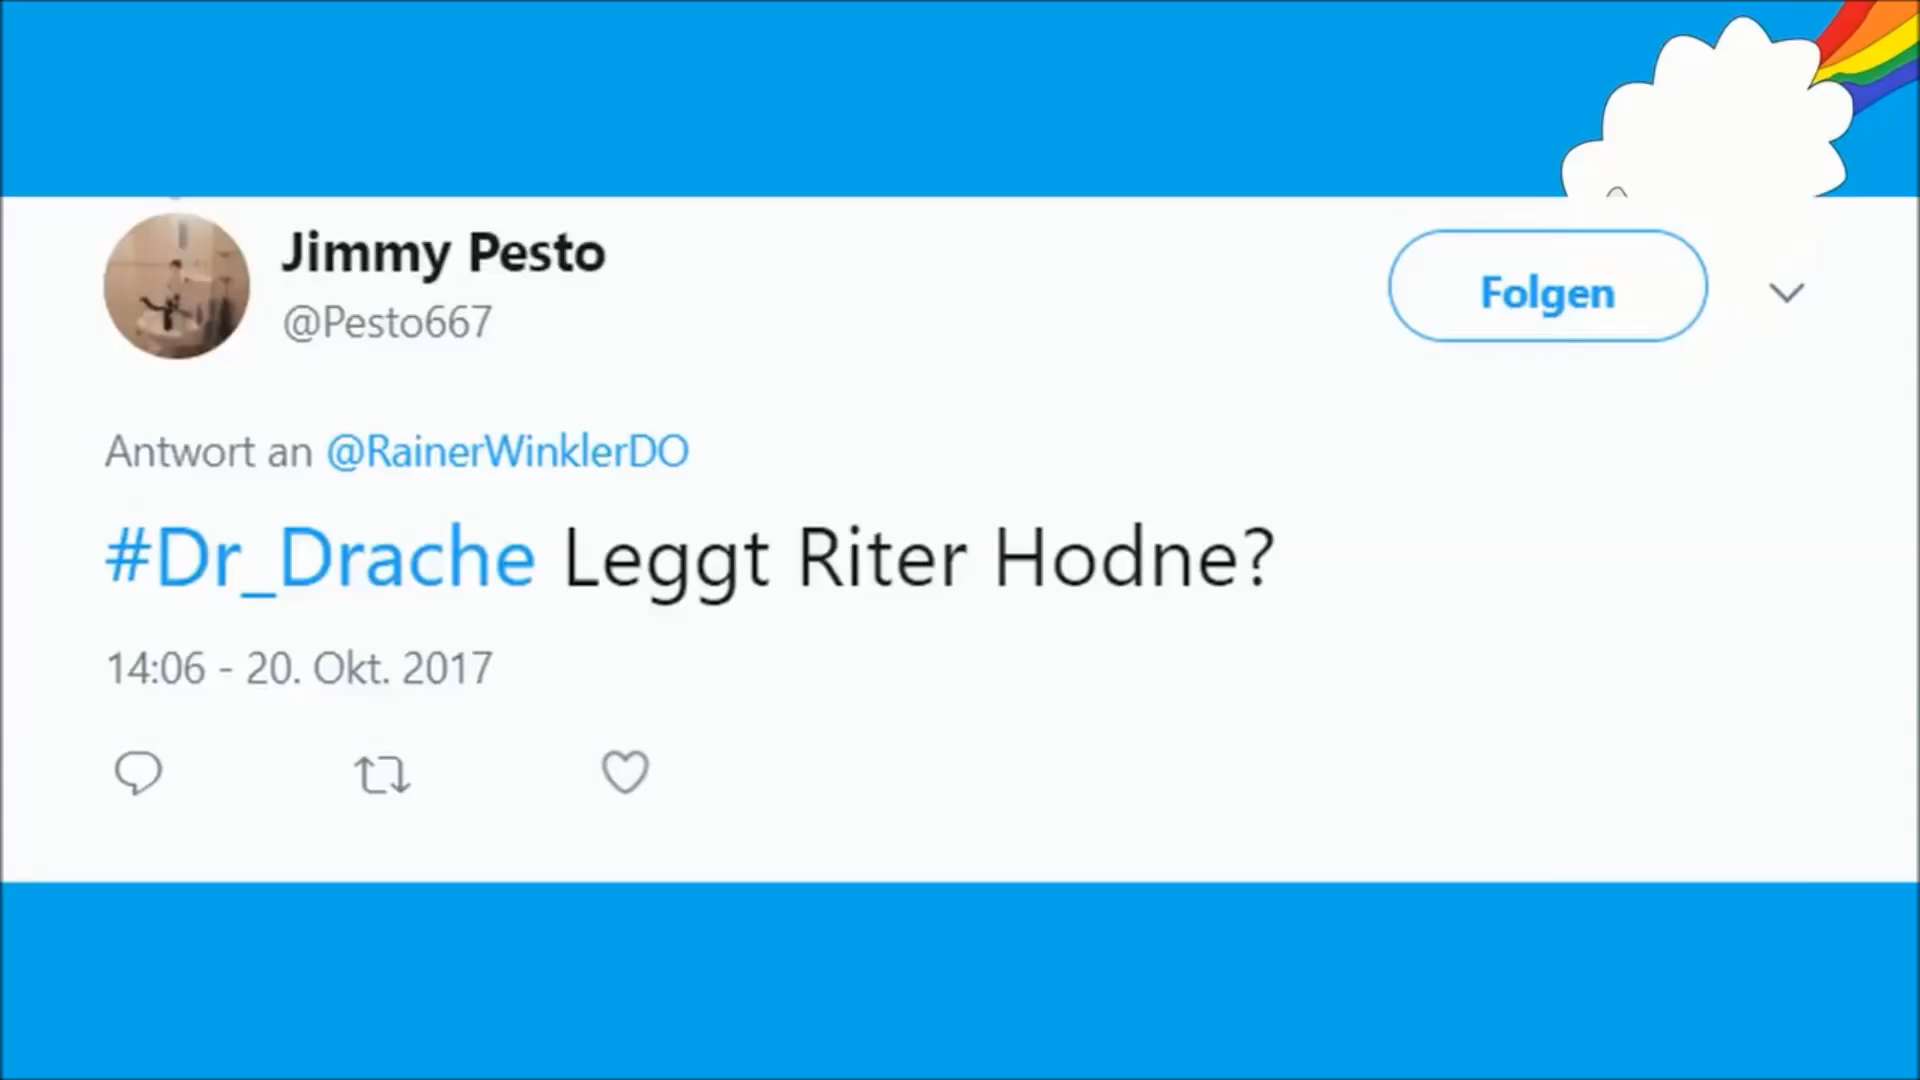 Jimmy Pesto
@Pesto667
Folgen
Antwort an @RainerWinklerDO
#Dr_Drache Leggt Riter Hodne?
14:06 - 20. Okt. 2017